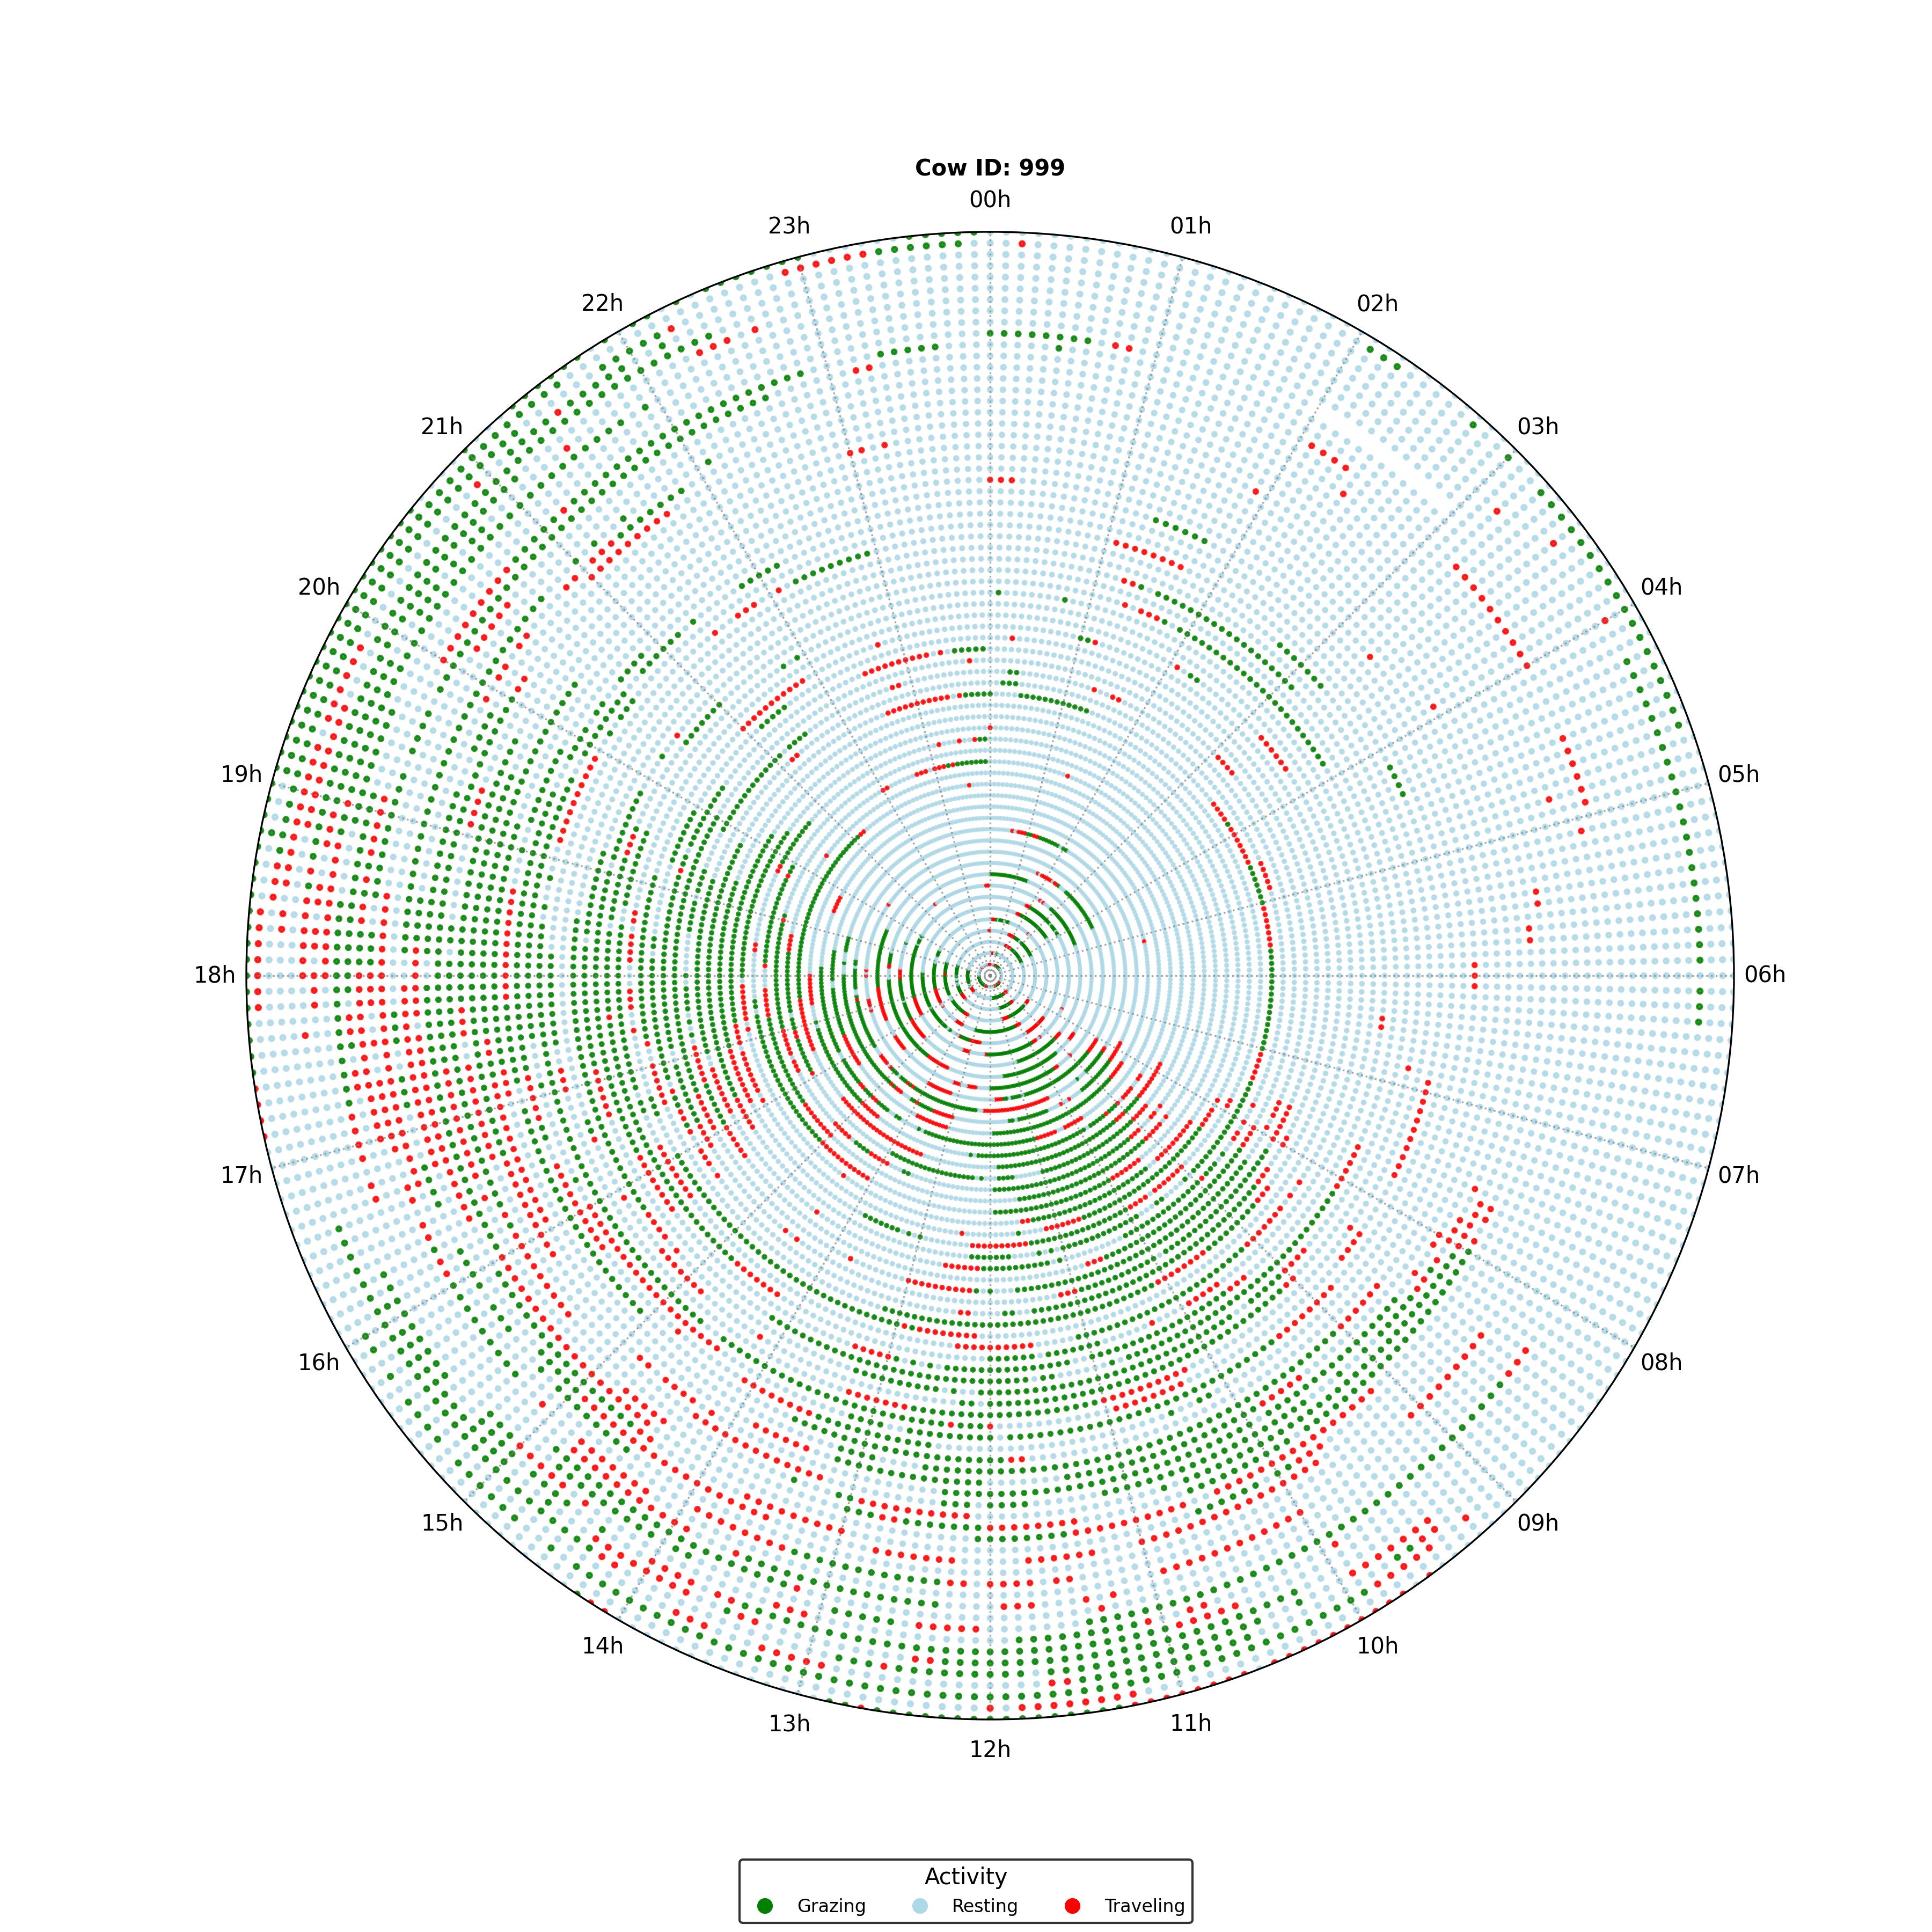 Cow ID: 999
00h
23h 01h
22h 02h
21h 03h
20h 04h
19h 05h
18h 06h
17h 07h
16h 08h
15h 09h
14h 10h
13h 11h
12h
Activity
Grazing Resting Traveling